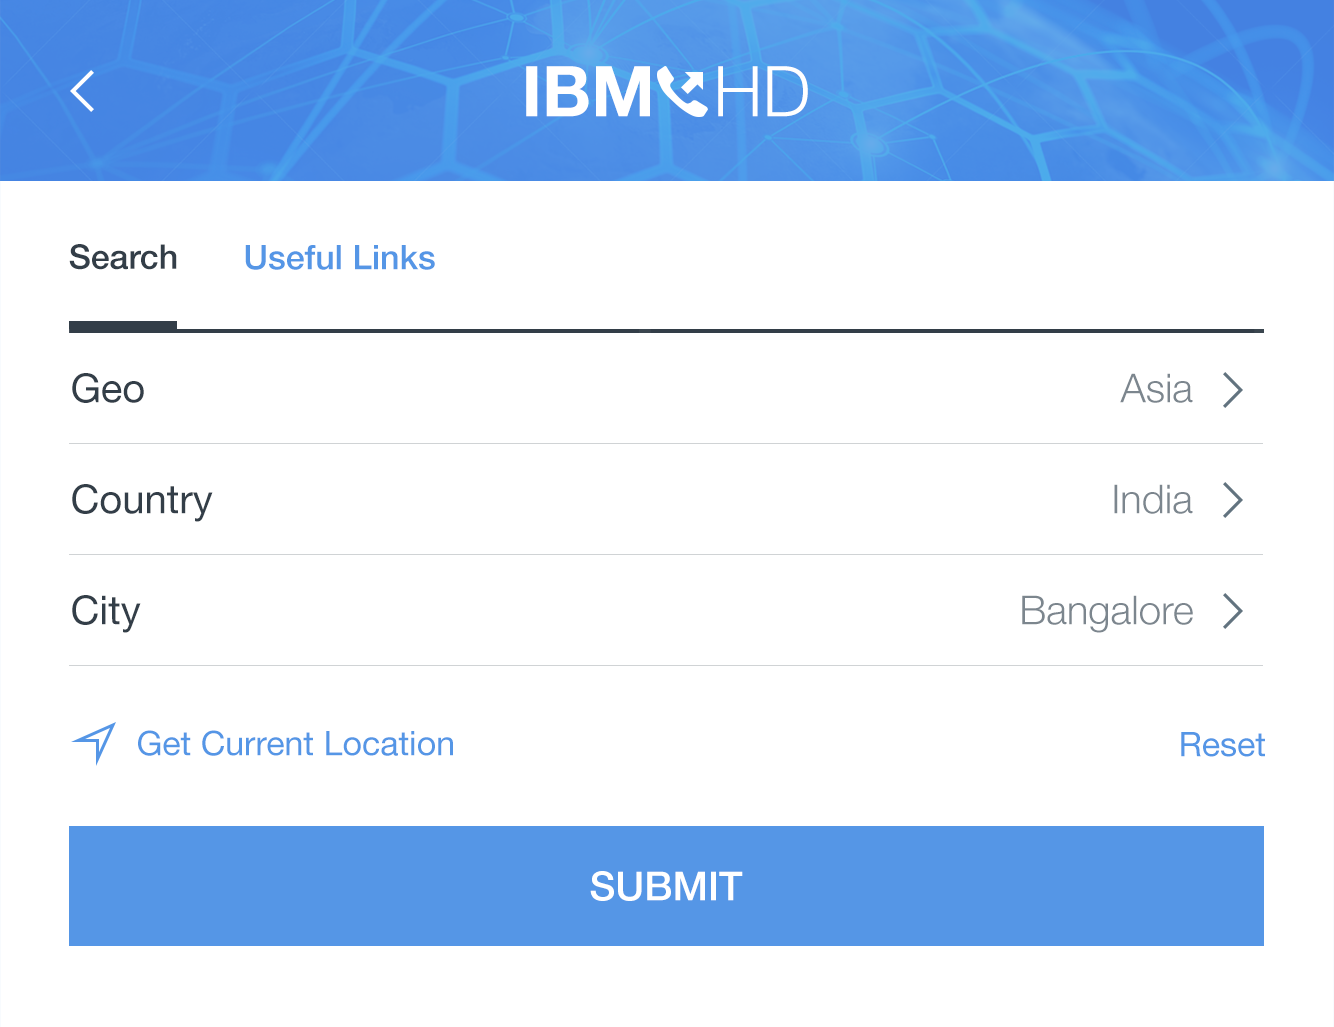 IBM HD
Search Useful Links
Geo Asia
Country India
City Bangalore
Get Current Location Reset
SUBMIT